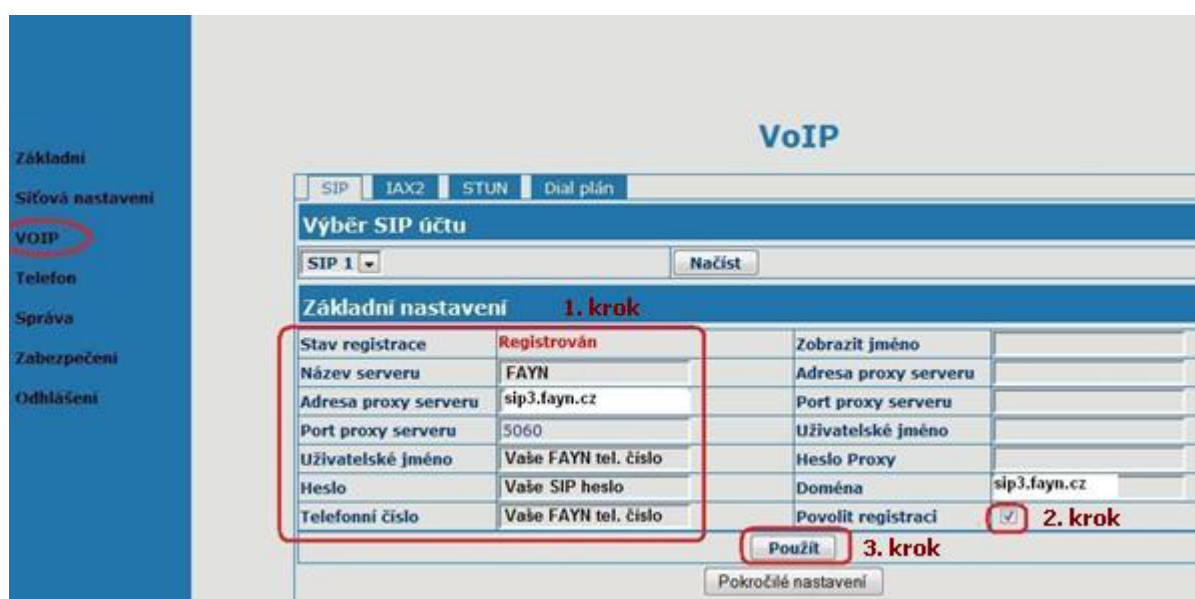 VoIP
Základní
Síťová nastavení
VOIP
Telefon
Správa
Zabezpečení
Odhlášení
SIP IAX2 STUN Dial plán
Výběr SIP účtu
SIP 1 Načíst
Základní nastavení 1. krok
Stav registrace Registrován Zobrazit jméno
Název serveru FAYN Adresa proxy serveru
Adresa proxy serveru sip3.fayn.cz Port proxy serveru
Port proxy serveru 5060 Uživatelské jméno
Uživatelské jméno Vaše FAYN tel. číslo Heslo Proxy
Heslo Vaše SIP heslo Doména sip3.fayn.cz
Telefonní číslo Vaše FAYN tel. číslo Povolit registraci 2. krok
Použít 3. krok
Pokročilé nastavení